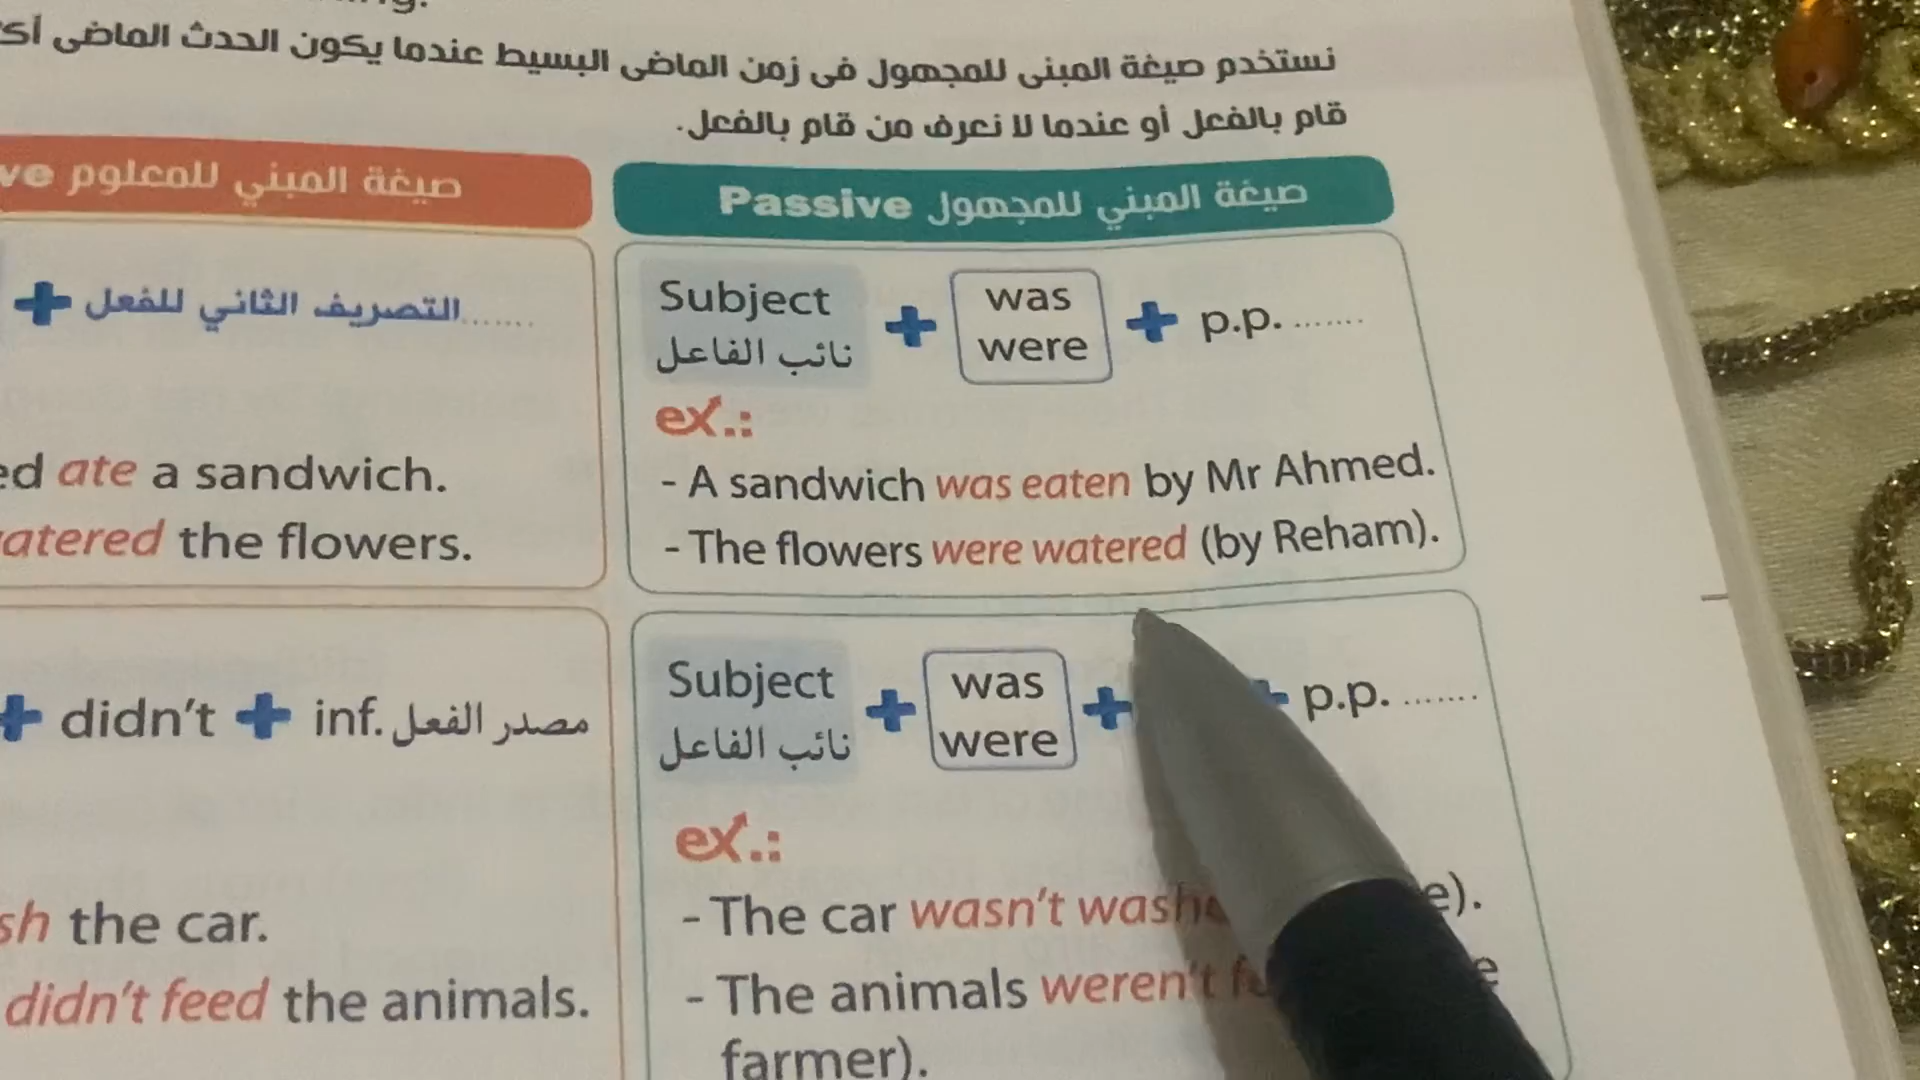 نستخدم صيغة المبنى للمجهول فى زمن الماضى البسيط عندما يكون الحدث الماضى
قام بالفعل أو عندما لا نعرف من قام بالفعل.
صيغة المبني للمعلوم
+ التصريف الثاني للفعل.......
ate a sandwich.
the flowers.
+ didn't + inf. مصدر الفعل
the car.
didn't feed the animals.
صيغة المبني للمجهول Passive
Subject + was + p.p. .......
نائب الفاعل were
ex.:
- A sandwich was eaten by Mr Ahmed.
- The flowers were watered (by Reham).
Subject + was + + p.p. .......
نائب الفاعل were
ex.:
- The car wasn't
- The animals weren't
farmer).